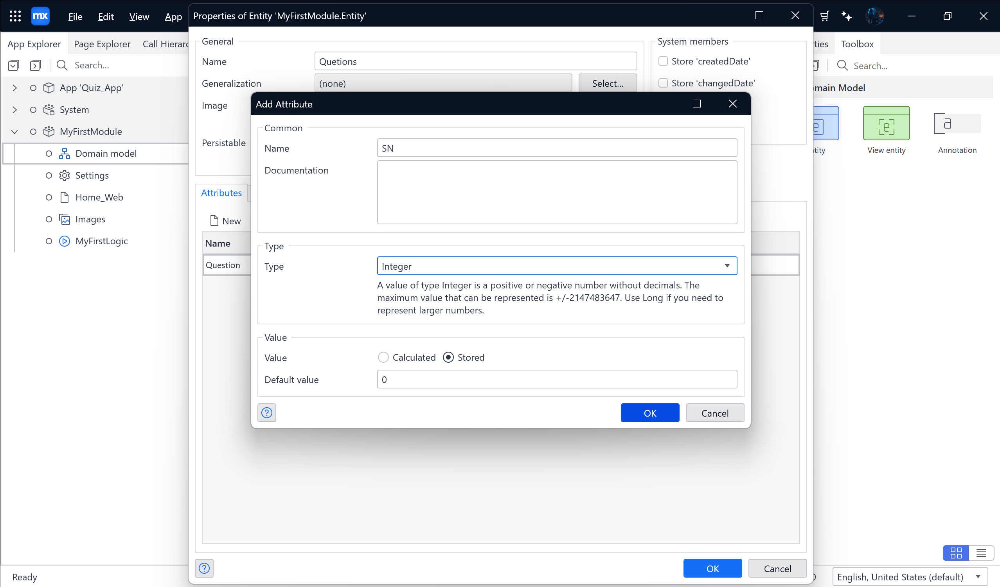 mx
File
Edit
View
App
Properties of Entity 'MyFirstModule.Entity'
App Explorer
Page Explorer
Call Hierarc
Search...
App 'Quiz_App'
System
MyFirstModule
Domain model
Settings
Home_Web
Images
MyFirstLogic
General
Name
Quetions
Generalization
(none)
Select...
Image
Persistable
System members
Store 'createdDate'
Store 'changedDate'
Attributes
New
Name
Question
Add Attribute
Common
Name
SN
Documentation
Type
Type
Integer
A value of type Integer is a positive or negative number without decimals. The
maximum value that can be represented is +/-2147483647. Use Long if you need to
represent larger numbers.
Value
Value
Calculated
Stored
Default value
0
OK
Cancel
OK
Cancel
ties
Toolbox
Search...
main Model
e
e
a
tity
View entity
Annotation
Ready
English, United States (default)